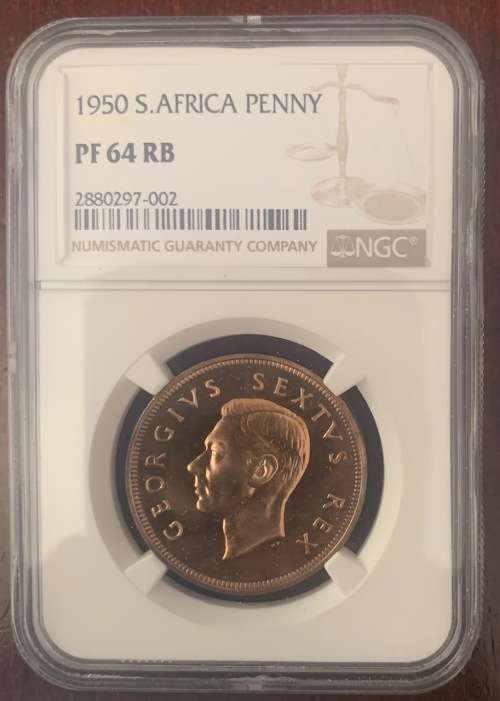 1950 S.AFRICA PENNY
PF 64 RB
2880297-002
NUMISMATIC GUARANTY COMPANY
NGC®
GEORGIVS SEXTVS REX